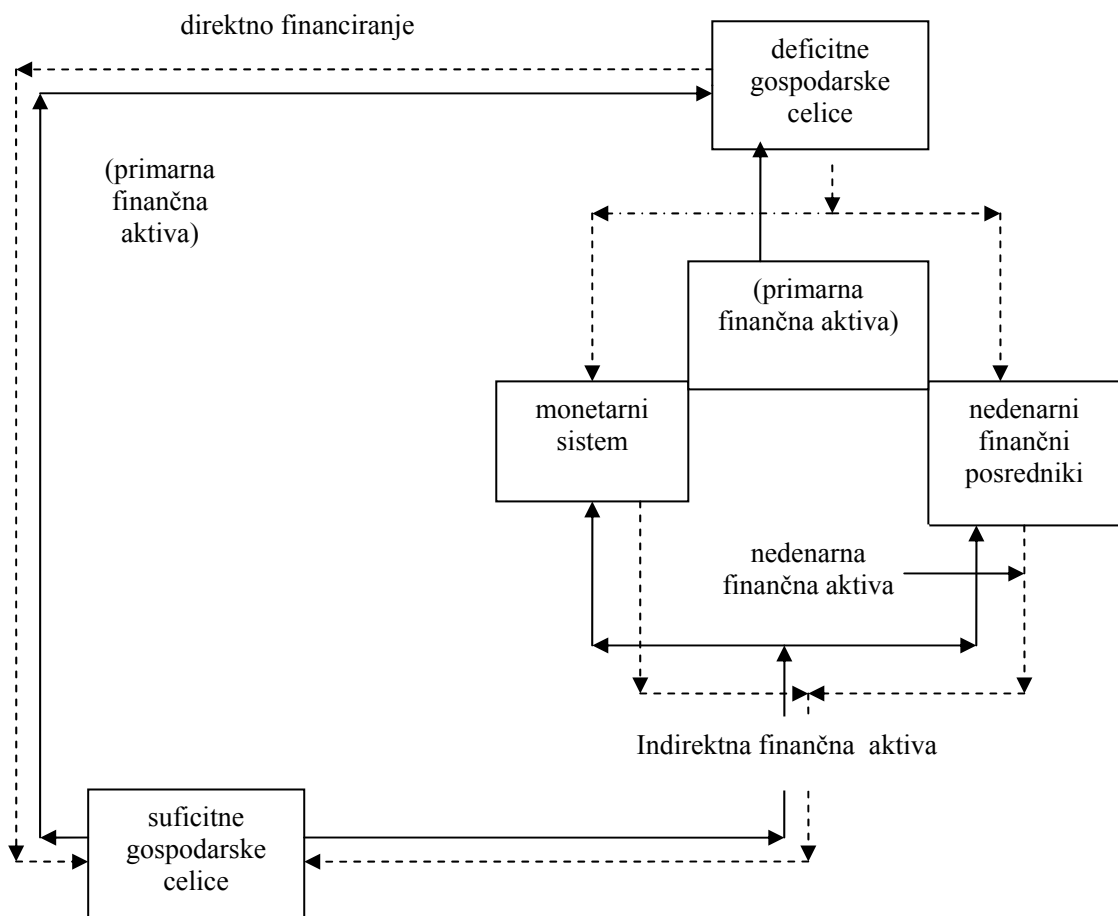 direktno financiranje
deficitne
gospodarske
celice
(primarna
finančna
aktiva)
(primarna
finančna aktiva)
monetarni
sistem
nedenarni
finančni
posredniki
nedenarna
finančna aktiva
Indirektna finančna aktiva
suficitne
gospodarske
celice